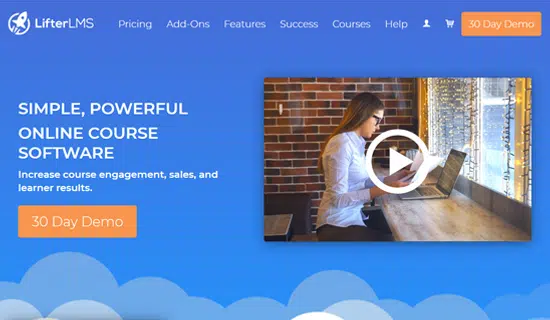 LifterLMS Pricing Add-Ons Features Success Courses Help 30 Day Demo
SIMPLE, POWERFUL
ONLINE COURSE
SOFTWARE
Increase course engagement, sales, and
learner results.
30 Day Demo